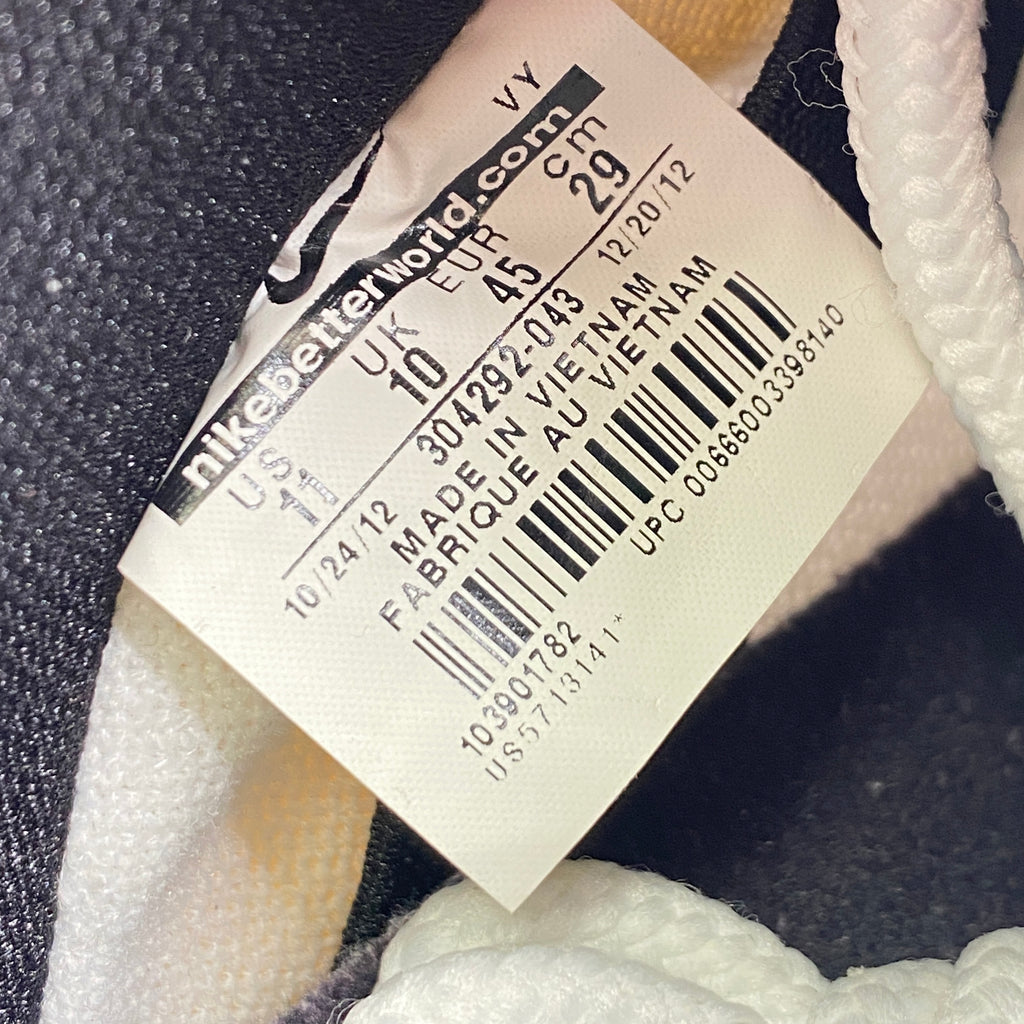 VY
nikebetterworld.com
US UK EUR cm
11 10 45 29
10/24/12 304292-043 12/20/12
MADE IN VIETNAM
FABRIQUE AU VIETNAM
UPC 00666003398140
103901782
US5713141*